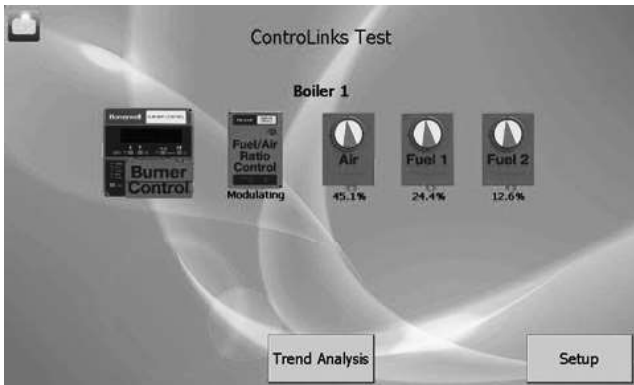 ControLinks Test
Boiler 1
Honeywell
Burner
Control
Fuel/Air
Ratio
Control
Modulating
Air
45.1%
Fuel 1
24.4%
Fuel 2
12.6%
Trend Analysis
Setup